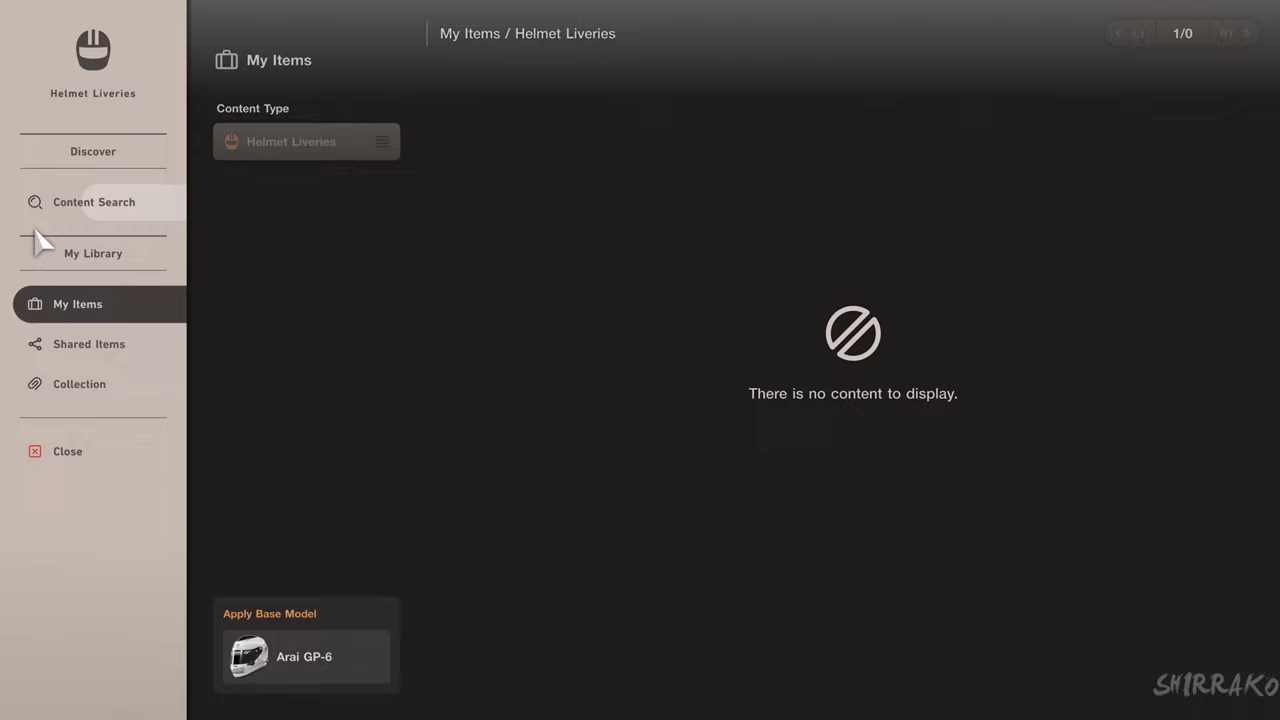 Helmet Liveries
Discover
Content Search
My Library
My Items
Shared Items
Collection
Close
My Items
My Items / Helmet Liveries
1/0
Content Type
Helmet Liveries
There is no content to display.
Apply Base Model
Arai GP-6
SHIRRAKO